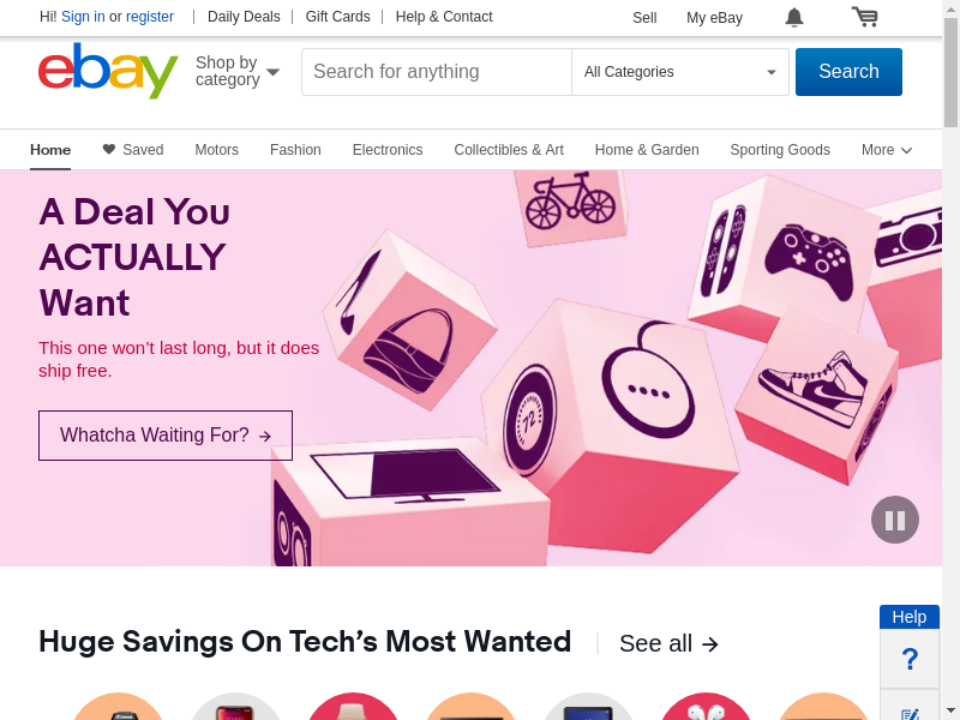 Hi! Sign in or register
Daily Deals
Gift Cards
Help & Contact
Sell
My eBay
ebay
Shop by
category
Search for anything
All Categories
Search
Home
Saved
Motors
Fashion
Electronics
Collectibles & Art
Home & Garden
Sporting Goods
More
A Deal You
ACTUALLY
Want
This one won't last long, but it does
ship free.
Whatcha Waiting For? →
72
Help
?
Huge Savings On Tech's Most Wanted
See all →